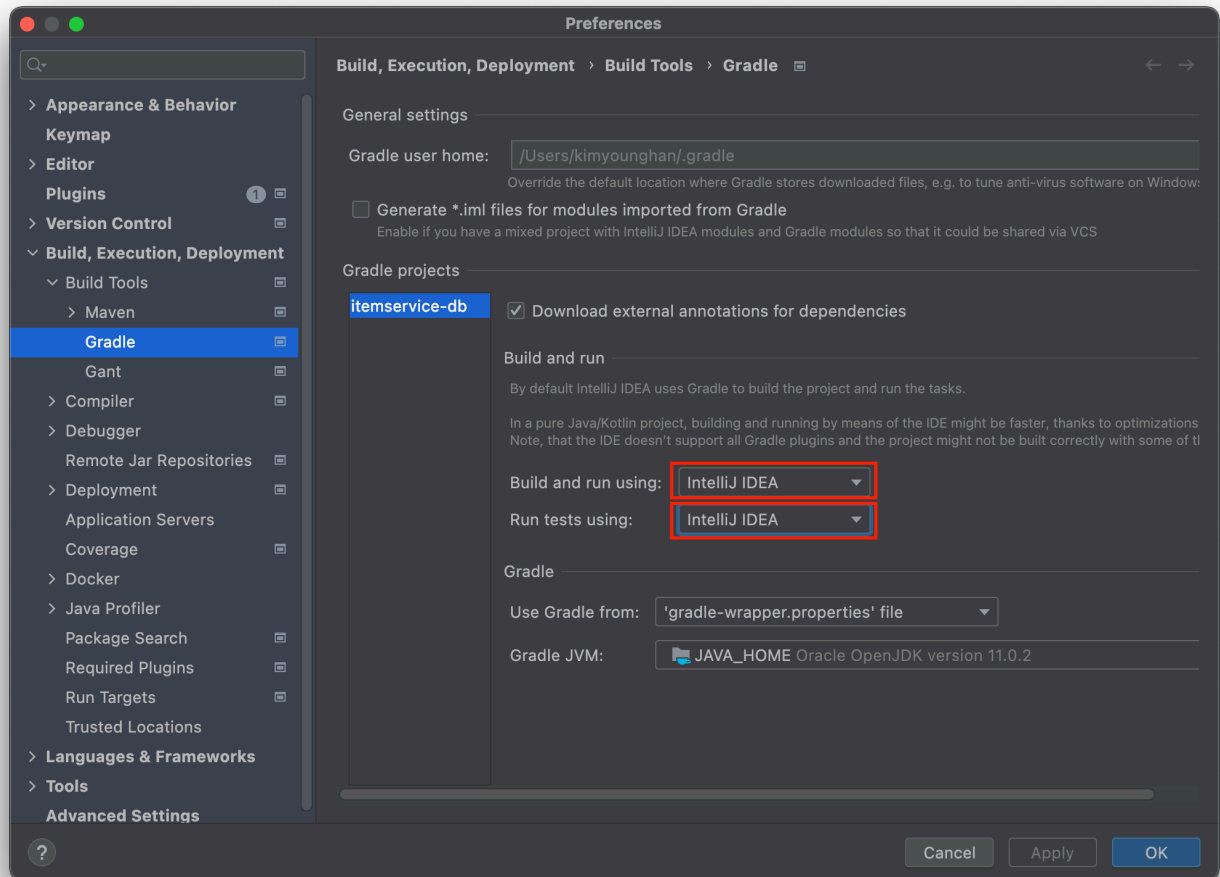 Preferences
Build, Execution, Deployment › Build Tools › Gradle
Appearance & Behavior
Keymap
Editor
Plugins 1
Version Control
Build, Execution, Deployment
Build Tools
Maven
Gradle
Gant
Compiler
Debugger
Remote Jar Repositories
Deployment
Application Servers
Coverage
Docker
Java Profiler
Package Search
Required Plugins
Run Targets
Trusted Locations
Languages & Frameworks
Tools
Advanced Settings
General settings
Gradle user home: /Users/kimyounghan/.gradle
Override the default location where Gradle stores downloaded files, e.g. to tune anti-virus software on Windows
Generate *.iml files for modules imported from Gradle
Enable if you have a mixed project with IntelliJ IDEA modules and Gradle modules so that it could be shared via VCS
Gradle projects
itemservice-db
Download external annotations for dependencies
Build and run
By default IntelliJ IDEA uses Gradle to build the project and run the tasks.
In a pure Java/Kotlin project, building and running by means of the IDE might be faster, thanks to optimizations
Note, that the IDE doesn't support all Gradle plugins and the project might not be built correctly with some of
Build and run using: IntelliJ IDEA
Run tests using: IntelliJ IDEA
Gradle
Use Gradle from: 'gradle-wrapper.properties' file
Gradle JVM: JAVA_HOME Oracle OpenJDK version 11.0.2
?
Cancel
Apply
OK